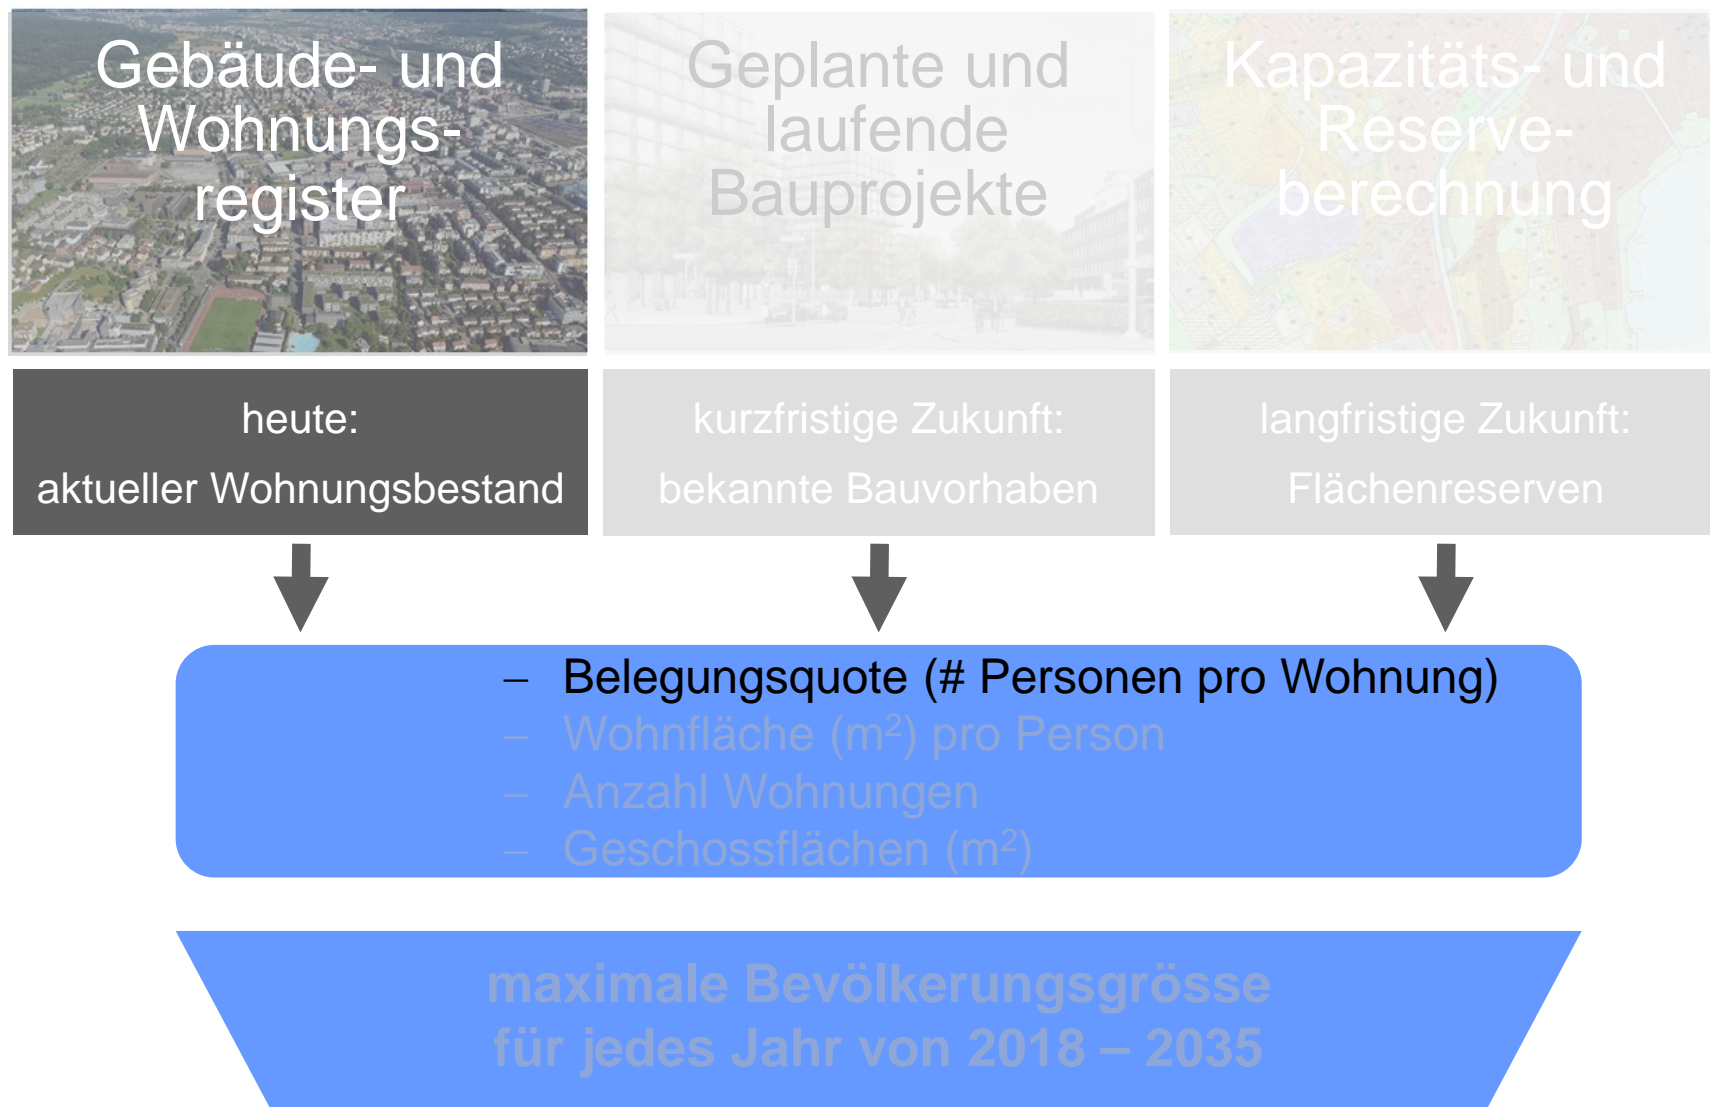 Gebäude- und
Wohnungs-
register
Geplante und
laufende
Bauprojekte
Kapazitäts- und
Reserve-
berechnung
heute:
aktueller Wohnungsbestand
kurzfristige Zukunft:
bekannte Bauvorhaben
langfristige Zukunft:
Flächenreserven
– Belegungsquote (# Personen pro Wohnung)
– Wohnfläche (m²) pro Person
– Anzahl Wohnungen
– Geschossflächen (m²)
maximale Bevölkerungsgrösse
für jedes Jahr von 2018 – 2035